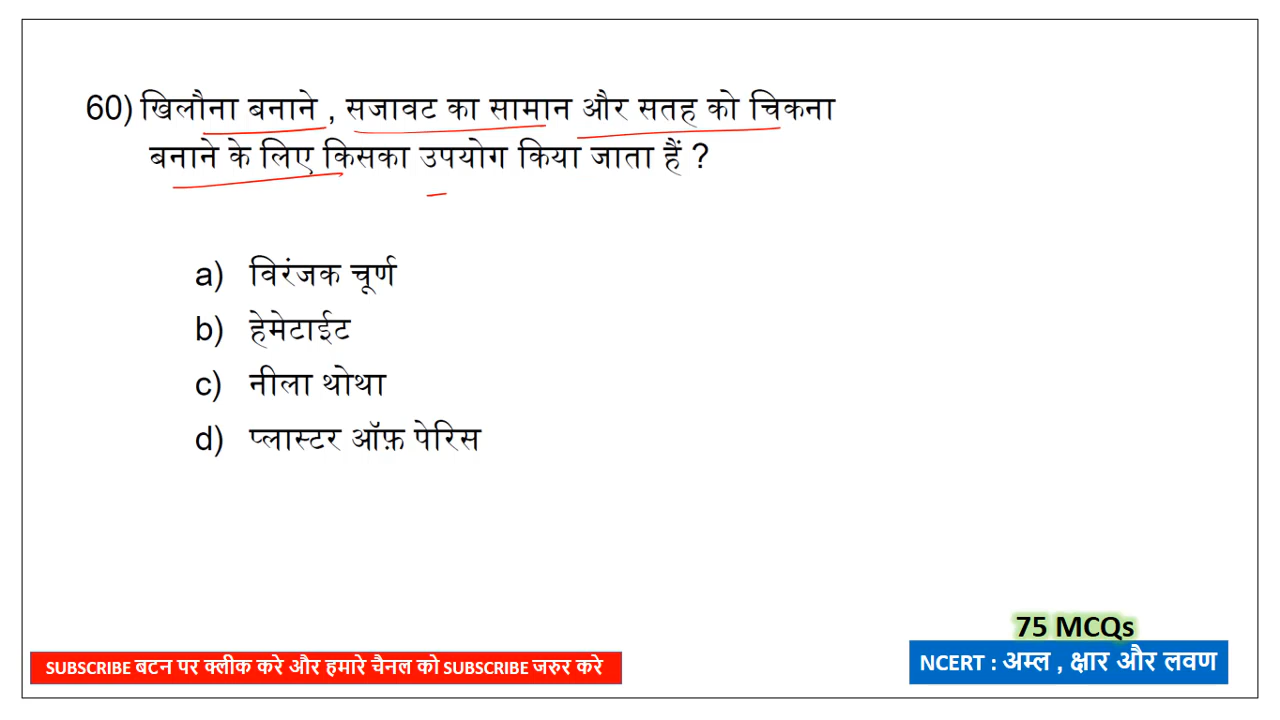 60) खिलौना बनाने , सजावट का सामान और सतह को चिकना
बनाने के लिए किसका उपयोग किया जाता हैं ?
a) विरंजक चूर्ण
b) हेमेटाईट
c) नीला थोथा
d) प्लास्टर ऑफ़ पेरिस
75 MCQs
SUBSCRIBE बटन पर क्लीक करे और हमारे चैनल को SUBSCRIBE जरुर करे
NCERT : अम्ल , क्षार और लवण